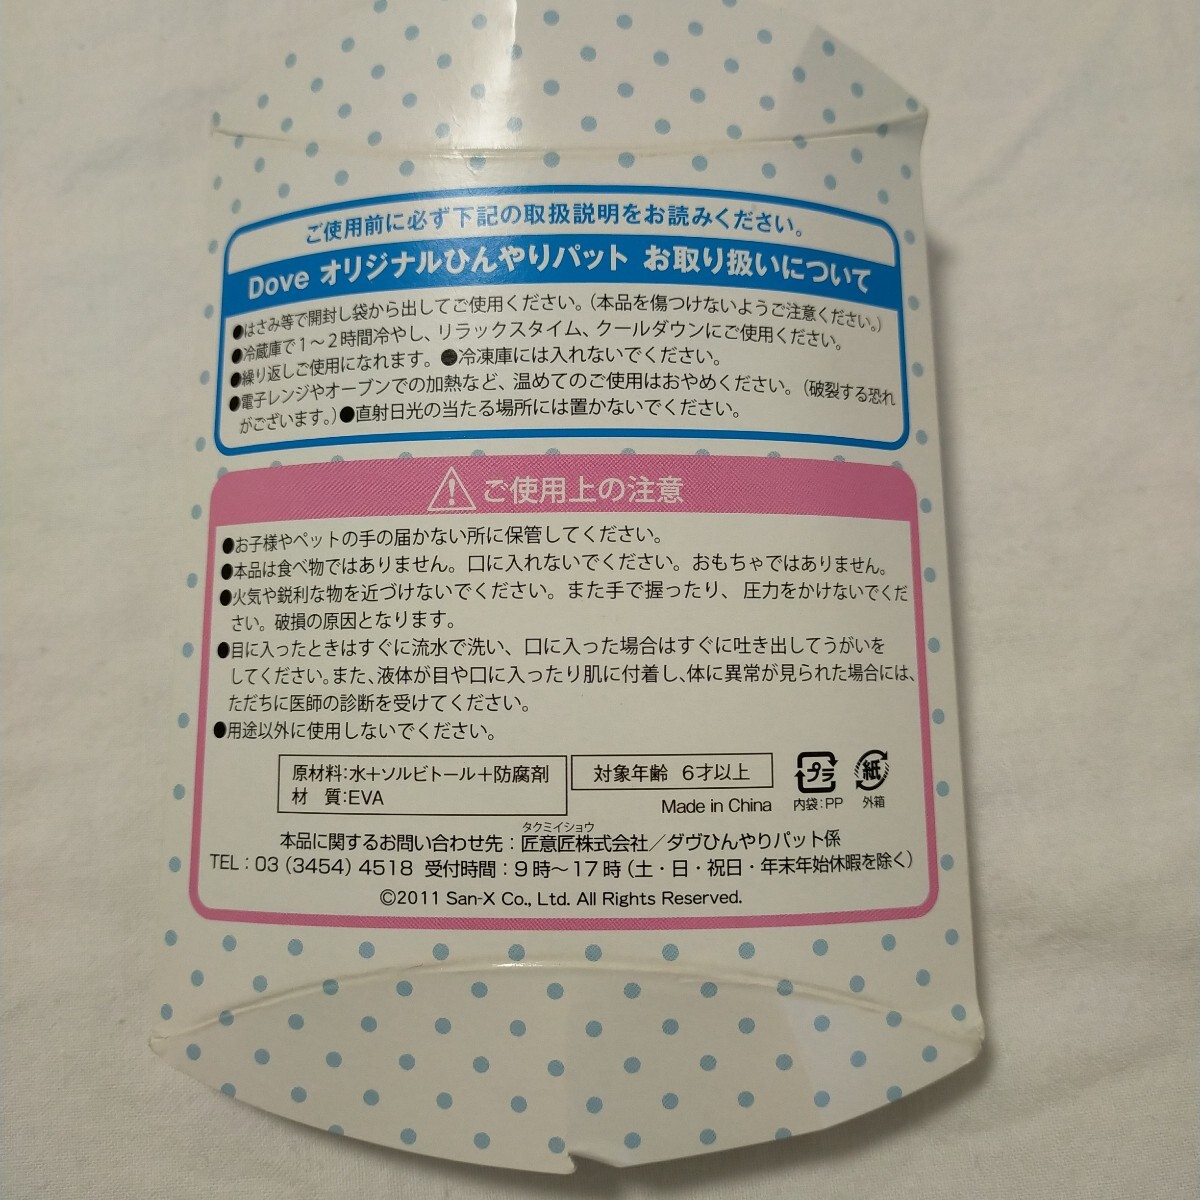 ご使用前に必ず下記の取扱説明をお読みください。
Dove オリジナルひんやりパット お取り扱いについて
●はさみ等で開封し袋から出してご使用ください。(本品を傷つけないようご注意ください。)
●冷蔵庫で1〜2時間冷やし、リラックスタイム、クールダウンにご使用ください。
●繰り返しご使用になれます。●冷凍庫には入れないでください。
●電子レンジやオーブンでの加熱など、温めてのご使用はおやめください。(破裂する恐れ
がございます。)●直射日光の当たる場所には置かないでください。
ご使用上の注意
●お子様やペットの手の届かない所に保管してください。
●本品は食べ物ではありません。口に入れないでください。おもちゃではありません。
●火気や鋭利な物を近づけないでください。また手で握ったり、圧力をかけないでくだ
さい。破損の原因となります。
●目に入ったときはすぐに流水で洗い、口に入った場合はすぐに吐き出してうがいを
してください。また、液体が目や口に入ったり肌に付着し、体に異常が見られた場合には、
ただちに医師の診断を受けてください。
●用途以外に使用しないでください。
原材料:水+ソルビトール+防腐剤
材 質:EVA
対象年齢 6才以上
Made in China
プラ
内袋:PP
紙
外箱
タクミイショウ
本品に関するお問い合わせ先:匠意匠株式会社/ダヴひんやりパット係
TEL:03(3454)4518 受付時間:9時〜17時(土・日・祝日・年末年始休暇を除く)
©2011 San-X Co., Ltd. All Rights Reserved.